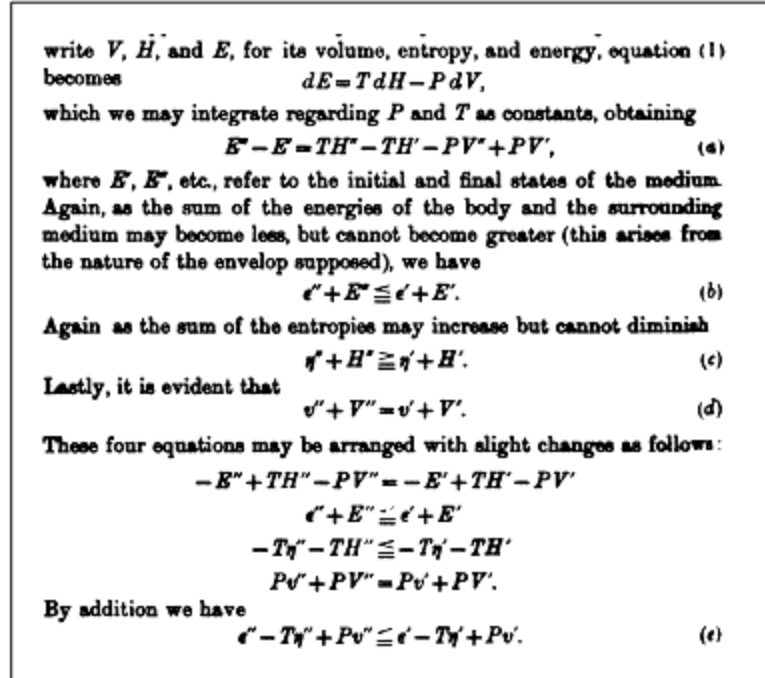 write V, H, and E, for its volume, entropy, and energy, equation (1)
becomes dE=TdH−PdV,
which we may integrate regarding P and T as constants, obtaining
E″−E′=TH″−TH′−PV″+PV′, (a)
where E′, E″, etc., refer to the initial and final states of the medium.
Again, as the sum of the energies of the body and the surrounding
medium may become less, but cannot become greater (this arises from
the nature of the envelop supposed), we have
ϵ″+E″≦ϵ′+E′. (b)
Again as the sum of the entropies may increase but cannot diminish
η″+H″≧η′+H′. (c)
Lastly, it is evident that
v″+V″=v′+V′. (d)
These four equations may be arranged with slight changes as follows:
−E″+TH″−PV″=−E′+TH′−PV′
ϵ″+E″≦ϵ′+E′
−Tη″−TH″≦−Tη′−TH′
Pv″+PV″=Pv′+PV′.
By addition we have
ϵ″−Tη″+Pv″≦ϵ′−Tη′+Pv′. (e)